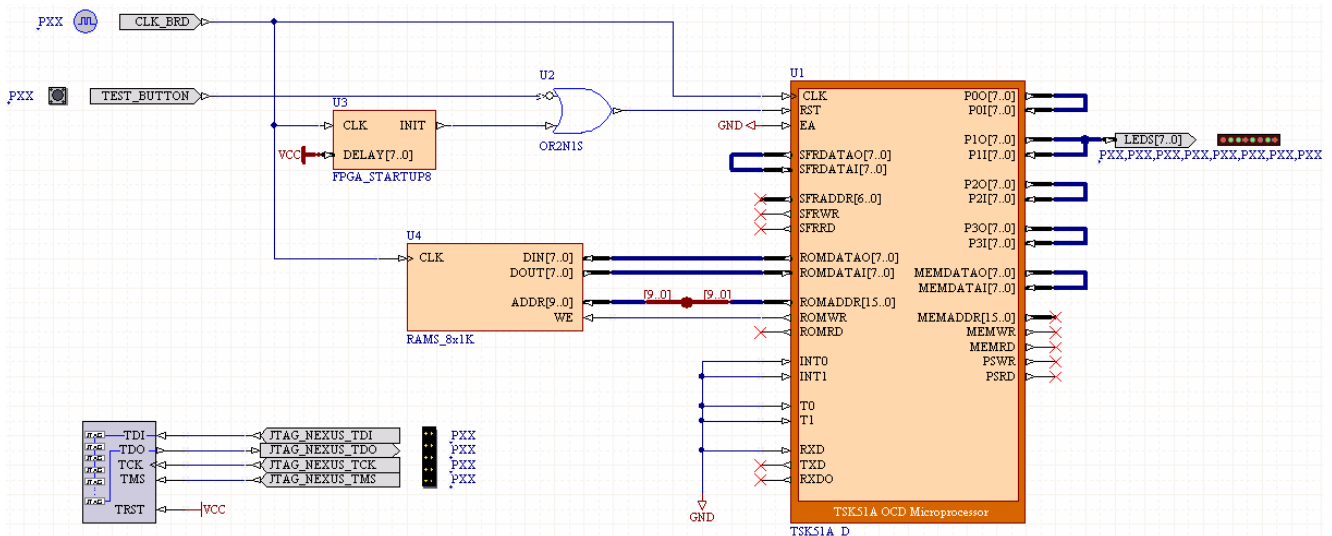 PXX
CLK_BRD
PXX
TEST_BUTTON
U3
CLK
INIT
VCC
DELAY[7..0]
FPGA_STARTUP8
U2
OR2N1S
U4
CLK
DIN[7..0]
DOUT[7..0]
ADDR[9..0]
WE
RAMS_8x1K
[9..0]
[9..0]
U1
CLK
RST
GND
EA
SFRDATAO[7..0]
SFRDATAI[7..0]
SFRADDR[6..0]
SFRWR
SFRRD
ROMDATAO[7..0]
ROMDATAI[7..0]
ROMADDR[15..0]
ROMWR
ROMRD
INT0
INT1
T0
T1
RXD
TXD
RXDO
GND
P0O[7..0]
P0I[7..0]
P1O[7..0]
P1I[7..0]
P2O[7..0]
P2I[7..0]
P3O[7..0]
P3I[7..0]
MEMDATAO[7..0]
MEMDATAI[7..0]
MEMADDR[15..0]
MEMWR
MEMRD
PSWR
PSRD
TSK51A OCD Microprocessor
TSK51A_D
LEDS[7..0]
PXX,PXX,PXX,PXX,PXX,PXX,PXX,PXX
JTAG
JTAG
JTAG
JTAG
JTAG
TDI
TDO
TCK
TMS
TRST
JTAG_NEXUS_TDI
JTAG_NEXUS_TDO
JTAG_NEXUS_TCK
JTAG_NEXUS_TMS
VCC
PXX
PXX
PXX
PXX